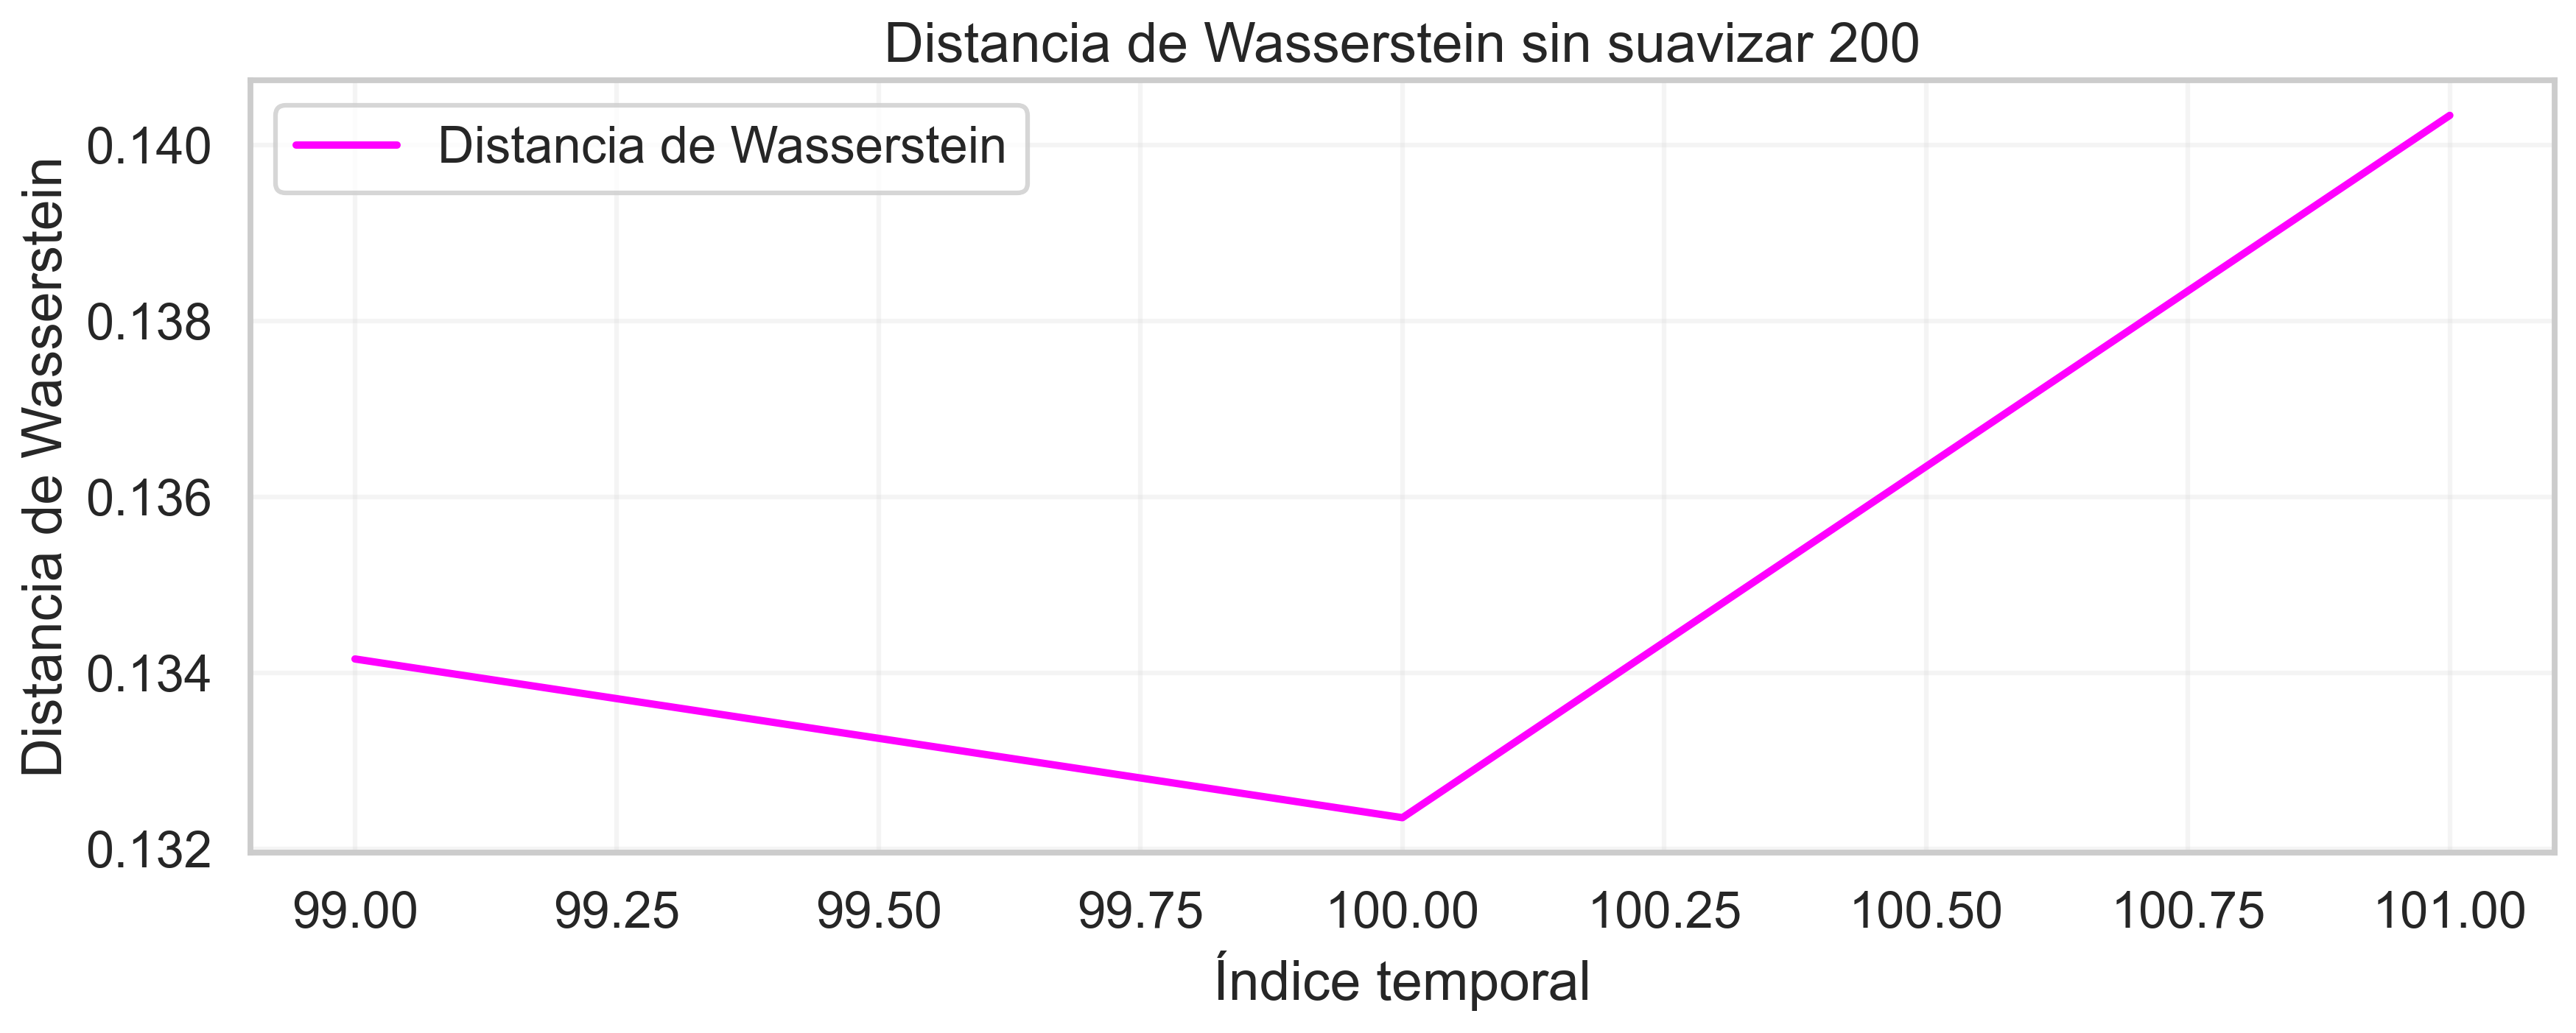 Distancia de Wasserstein sin suavizar 200
Distancia de Wasserstein
Distancia de Wasserstein
0.140
0.138
0.136
0.134
0.132
99.00 99.25 99.50 99.75 100.00 100.25 100.50 100.75 101.00
Índice temporal